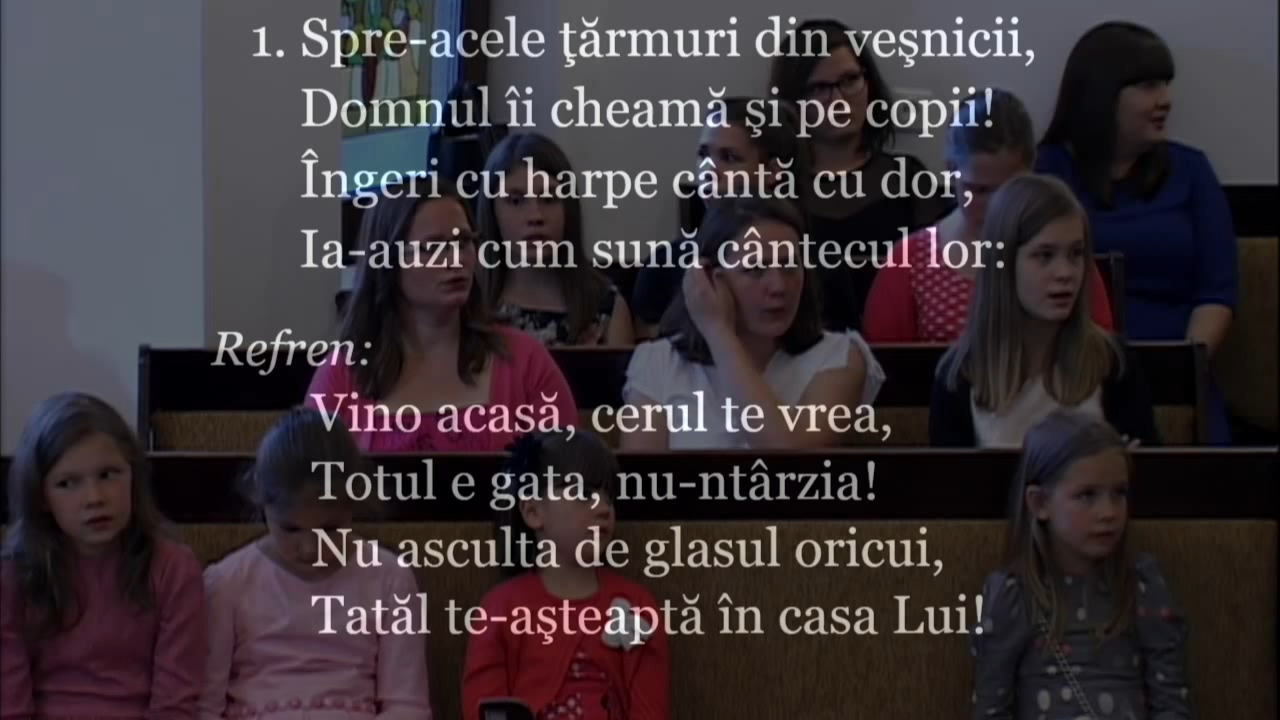 1. Spre-acele ţărmuri din veşnicii,
Domnul îi cheamă şi pe copii!
Îngeri cu harpe cântă cu dor,
Ia-auzi cum sună cântecul lor:
Refren:
Vino acasă, cerul te vrea,
Totul e gata, nu-ntârzia!
Nu asculta de glasul oricui,
Tatăl te-aşteaptă în casa Lui!